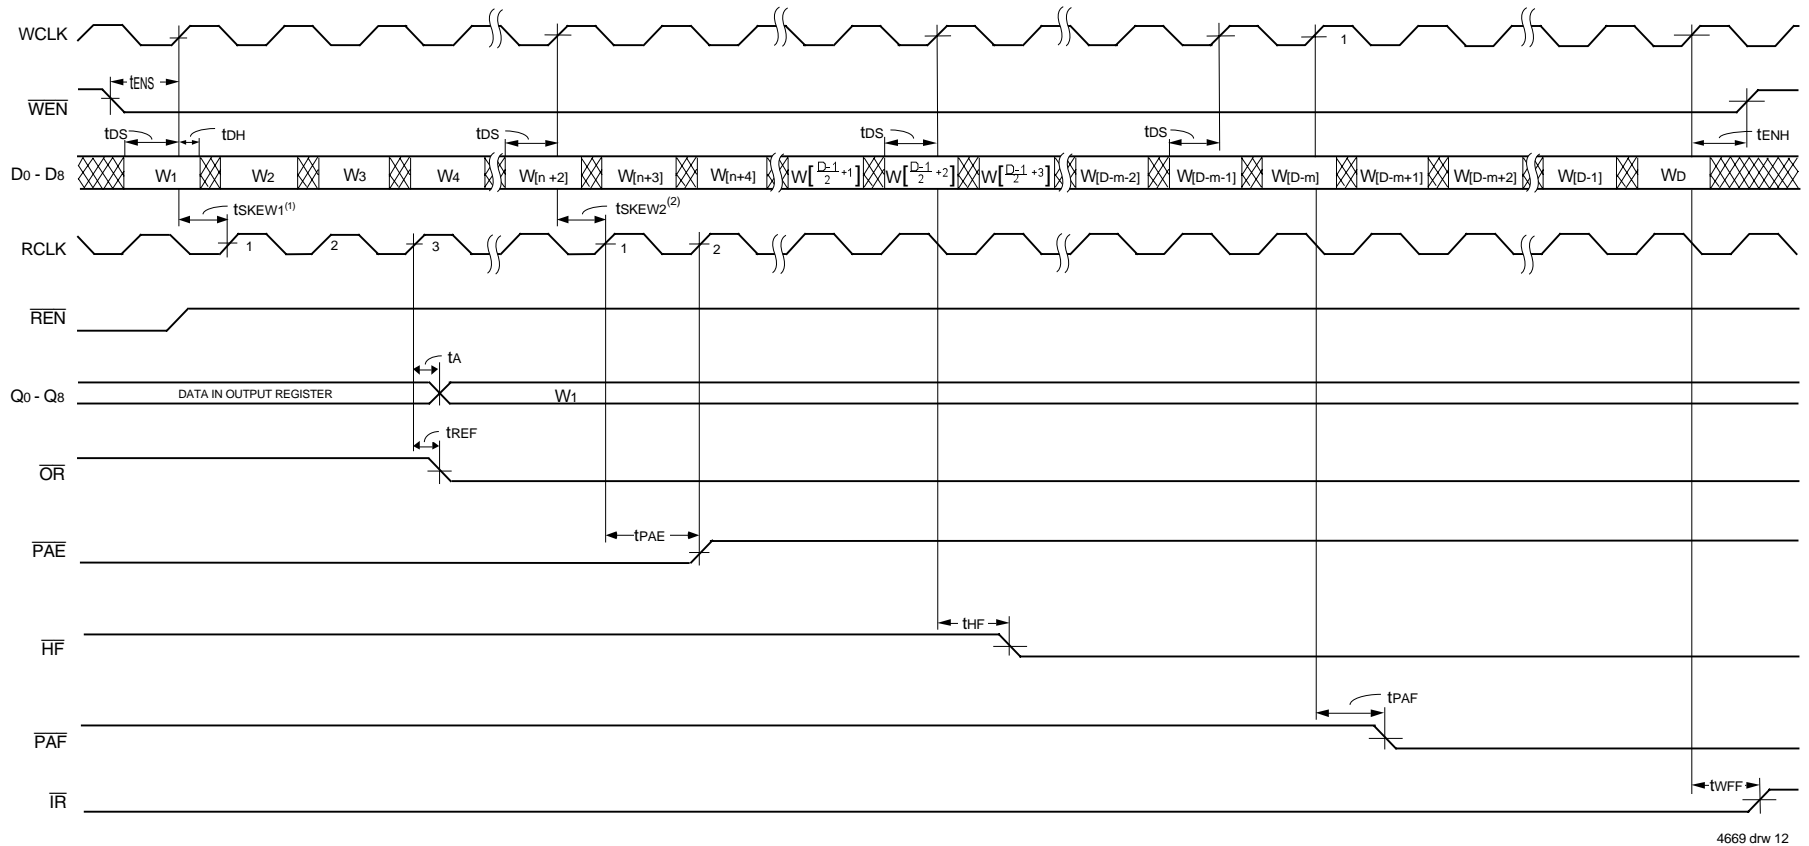 WCLK
1
tENS
WEN
tDS
tDH
tDS
tDS
tDS
tENH
D0 - D8
W1
W2
W3
W4
W[n +2]
W[n+3]
W[n+4]
W[D-1/2 +1]
W[D-1/2 +2]
W[D-1/2 +3]
W[D-m-2]
W[D-m-1]
W[D-m]
W[D-m+1]
W[D-m+2]
W[D-1]
WD
tSKEW1(1)
tSKEW2(2)
RCLK
1
2
3
1
2
REN
tA
Q0 - Q8
DATA IN OUTPUT REGISTER
W1
tREF
OR
tPAE
PAE
tHF
HF
tPAF
PAF
tWFF
IR
4669 drw 12